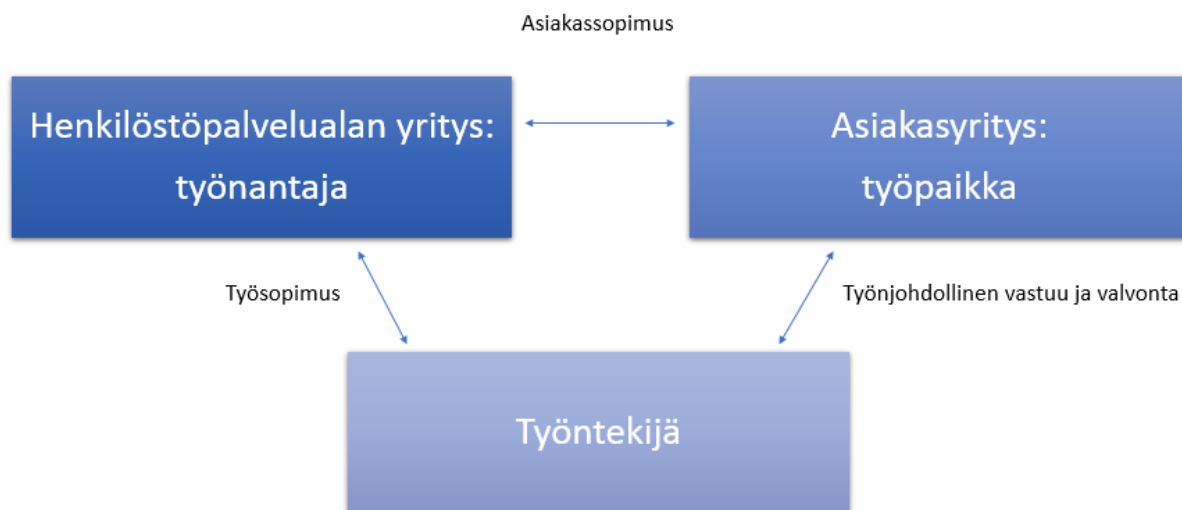 Asiakassopimus
Henkilöstöpalvelualan yritys:
työnantaja
Asiakasyritys:
työpaikka
Työsopimus
Työnjohdollinen vastuu ja valvonta
Työntekijä